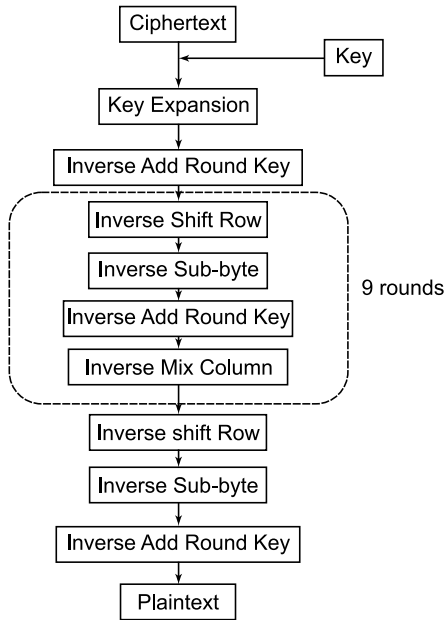 Ciphertext
Key
Key Expansion
Inverse Add Round Key
Inverse Shift Row
Inverse Sub-byte
Inverse Add Round Key
9 rounds
Inverse Mix Column
Inverse shift Row
Inverse Sub-byte
Inverse Add Round Key
Plaintext